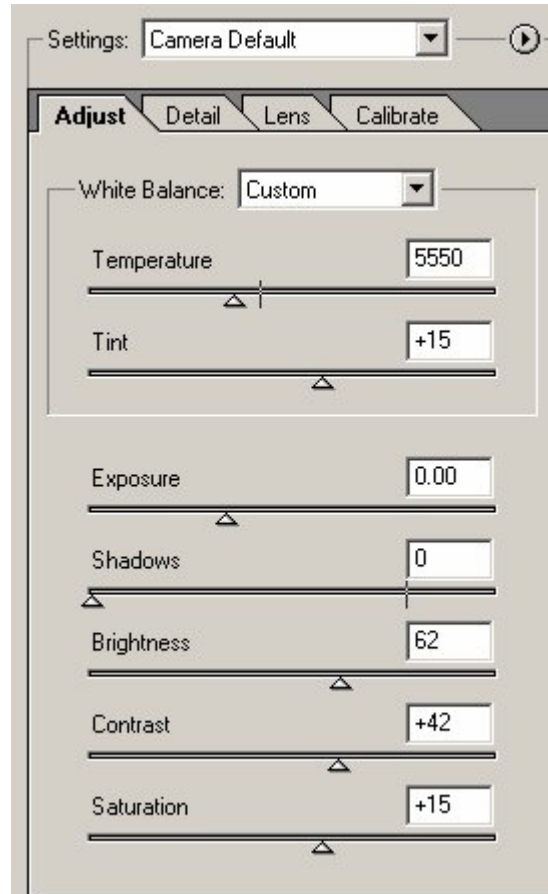 Settings: Camera Default
Adjust Detail Lens Calibrate
White Balance: Custom
Temperature 5550
Tint +15
Exposure 0.00
Shadows 0
Brightness 62
Contrast +42
Saturation +15